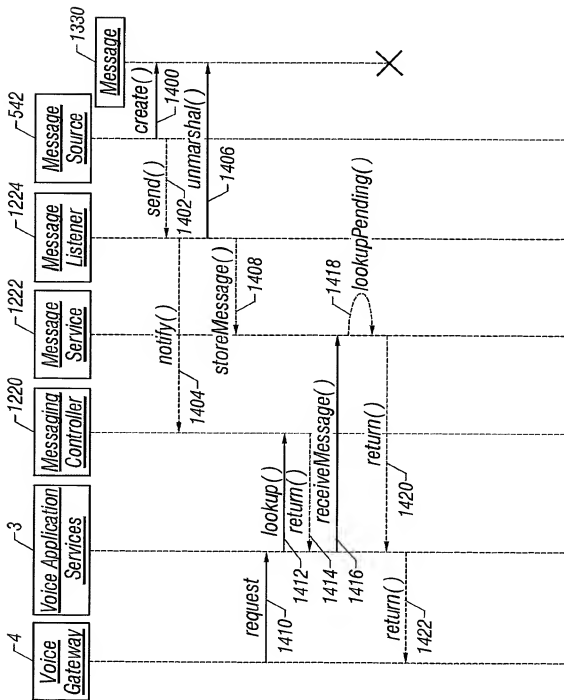 4
3
1220
1222
1224
542
1330
Voice
Gateway
Voice Application
Services
Messaging
Controller
Message
Service
Message
Listener
Message
Source
Message
create()
1400
send()
1402
unmarshal()
1406
notify()
1404
storeMessage()
1408
request
1410
lookup()
1412
return()
1414
receiveMessage()
1416
1418
lookupPending()
return()
1420
return()
1422